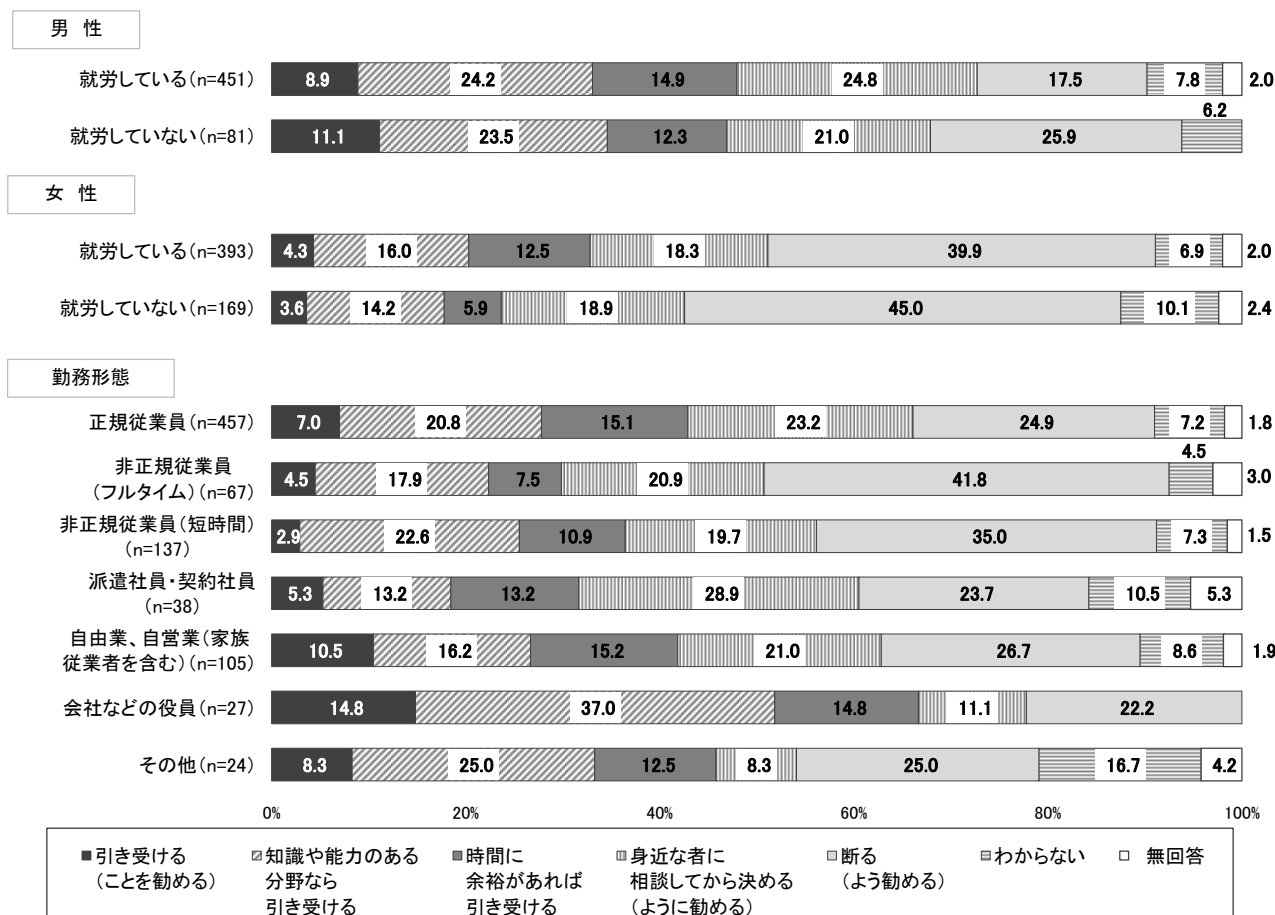 男 性
就労している(n=451) 8.9 24.2 14.9 24.8 17.5 7.8 2.0
就労していない(n=81) 11.1 23.5 12.3 21.0 25.9 6.2
女 性
就労している(n=393) 4.3 16.0 12.5 18.3 39.9 6.9 2.0
就労していない(n=169) 3.6 14.2 5.9 18.9 45.0 10.1 2.4
勤務形態
正規従業員(n=457) 7.0 20.8 15.1 23.2 24.9 7.2 1.8
非正規従業員
(フルタイム)(n=67) 4.5 17.9 7.5 20.9 41.8 4.5 3.0
非正規従業員(短時間)
(n=137) 2.9 22.6 10.9 19.7 35.0 7.3 1.5
派遣社員・契約社員
(n=38) 5.3 13.2 13.2 28.9 23.7 10.5 5.3
自由業、自営業(家族
従業者を含む)(n=105) 10.5 16.2 15.2 21.0 26.7 8.6 1.9
会社などの役員(n=27) 14.8 37.0 14.8 11.1 22.2
その他(n=24) 8.3 25.0 12.5 8.3 25.0 16.7 4.2
0% 20% 40% 60% 80% 100%
引き受ける
(ことを勧める)
知識や能力のある
分野なら
引き受ける
時間に
余裕があれば
引き受ける
身近な者に
相談してから決める
(ように勧める)
断る
(よう勧める)
わからない
無回答